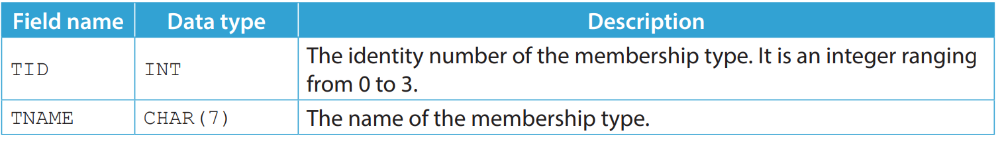 Field name Data type Description
TID INT The identity number of the membership type. It is an integer ranging
from 0 to 3.
TNAME CHAR(7) The name of the membership type.